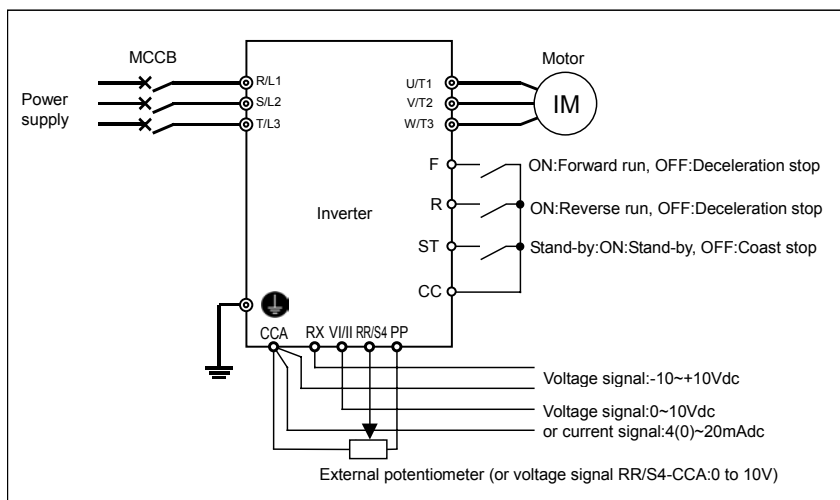 MCCB
Motor
R/L1
U/T1
Power
supply
S/L2
V/T2
IM
T/L3
W/T3
F
ON:Forward run, OFF:Deceleration stop
R
ON:Reverse run, OFF:Deceleration stop
Inverter
ST
Stand-by:ON:Stand-by, OFF:Coast stop
CC
CCA RX VI/II RR/S4 PP
Voltage signal:-10~+10Vdc
Voltage signal:0~10Vdc
or current signal:4(0)~20mAdc
External potentiometer (or voltage signal RR/S4-CCA:0 to 10V)